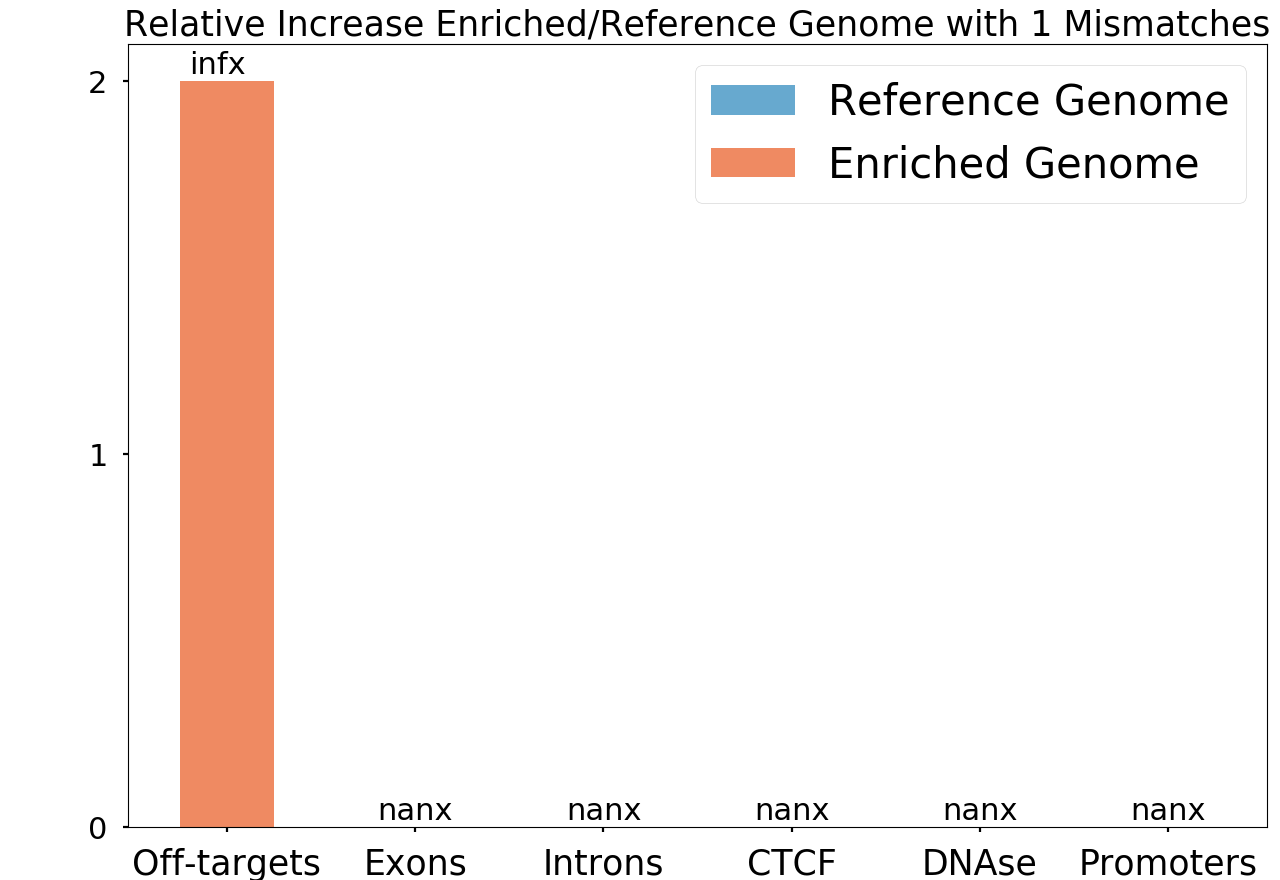 Relative Increase Enriched/Reference Genome with 1 Mismatches
infx
2
Reference Genome
Enriched Genome
1
nanx nanx nanx nanx nanx
0
Off-targets Exons Introns CTCF DNAse Promoters